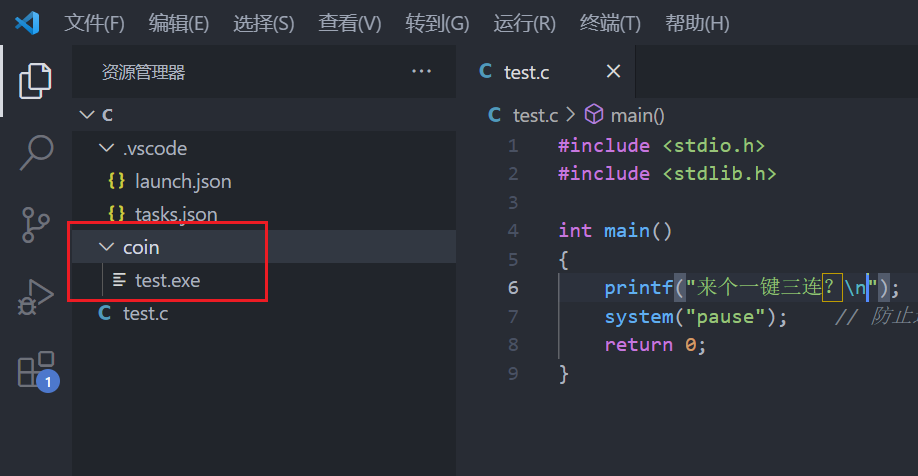 文件(F) 编辑(E) 选择(S) 查看(V) 转到(G) 运行(R) 终端(T) 帮助(H)
资源管理器 ···
C
.vscode
{} launch.json
{} tasks.json
coin
test.exe
C test.c
1
C test.c ×
C test.c > main()
1 #include <stdio.h>
2 #include <stdlib.h>
3
4 int main()
5 {
6 printf("来个一键三连？\n");
7 system("pause"); // 防止
8 return 0;
9 }